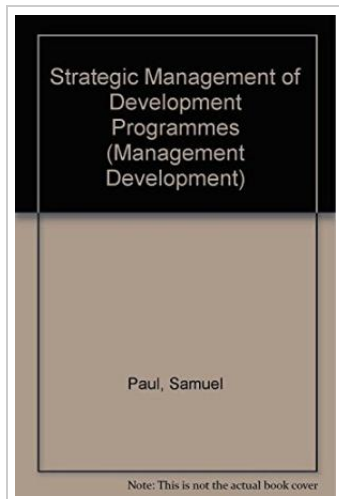 Strategic Management of
Development
Programmes
(Management
Development)
Paul, Samuel
Note: This is not the actual book cover